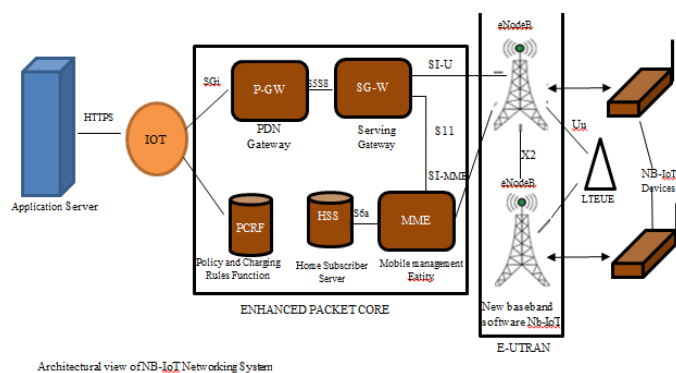 eNodeB
SGi
P-GW
S5S8
SG-W
SI-U
HTTPS
IOT
PDN
Gateway
Serving
Gateway
S11
Uu
X2
SI-MME
eNodeB
NB-IoT
Devices
LTEUE
Application Server
PCRF
HSS
S6a
MME
Policy and Charging
Rules Function
Home Subscriber
Server
Mobile management
Eatity
ENHANCED PACKET CORE
New baseband
software Nb-IoT
E-UTRAN
Architectural view of NB-IoT Networking System